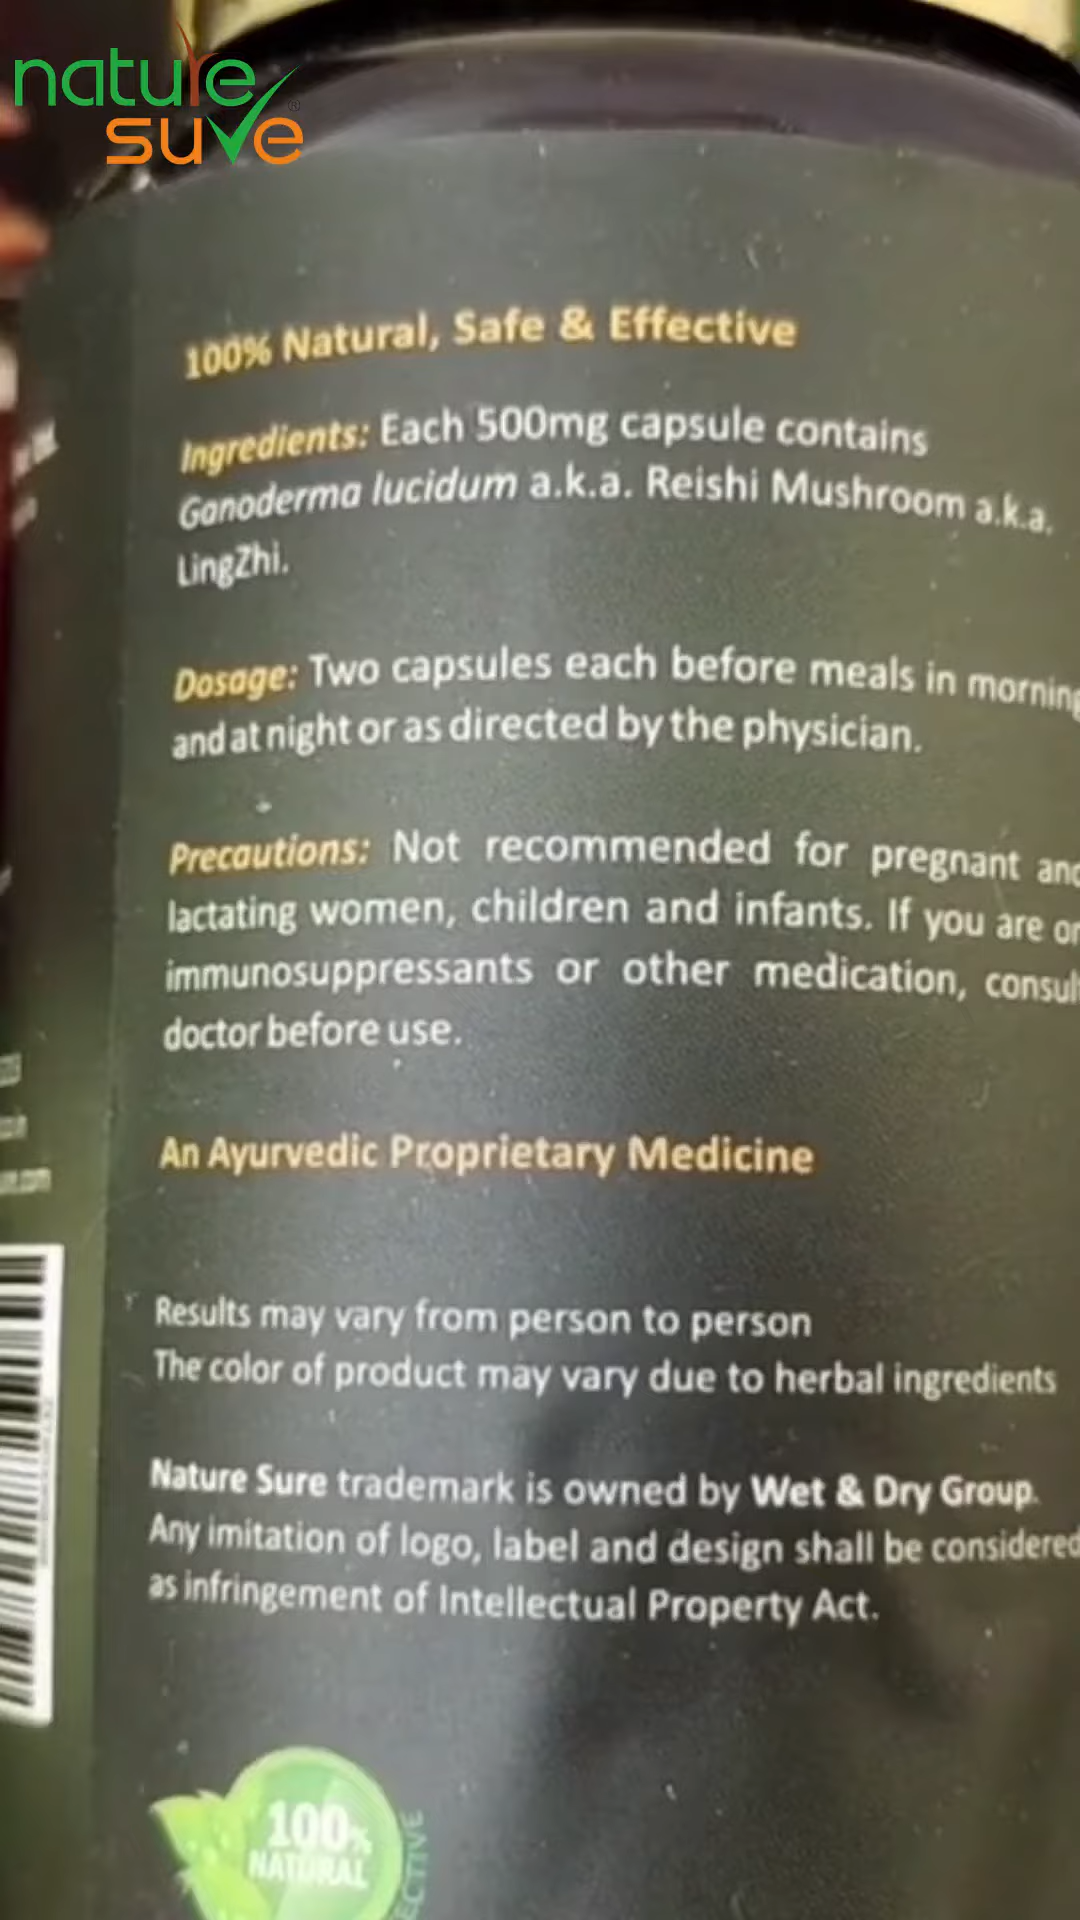 nature
sure
100% Natural, Safe & Effective
Ingredients: Each 500mg capsule contains
Ganoderma lucidum a.k.a. Reishi Mushroom a.k.a.
LingZhi.
Dosage: Two capsules each before meals in morning
and at night or as directed by the physician.
Precautions: Not recommended for pregnant and
lactating women, children and infants. If you are on
immunosuppressants or other medication, consult
doctor before use.
An Ayurvedic Proprietary Medicine
Results may vary from person to person
The color of product may vary due to herbal ingredients
Nature Sure trademark is owned by Wet & Dry Group.
Any imitation of logo, label and design shall be considered
as infringement of Intellectual Property Act.
100%
NATURAL